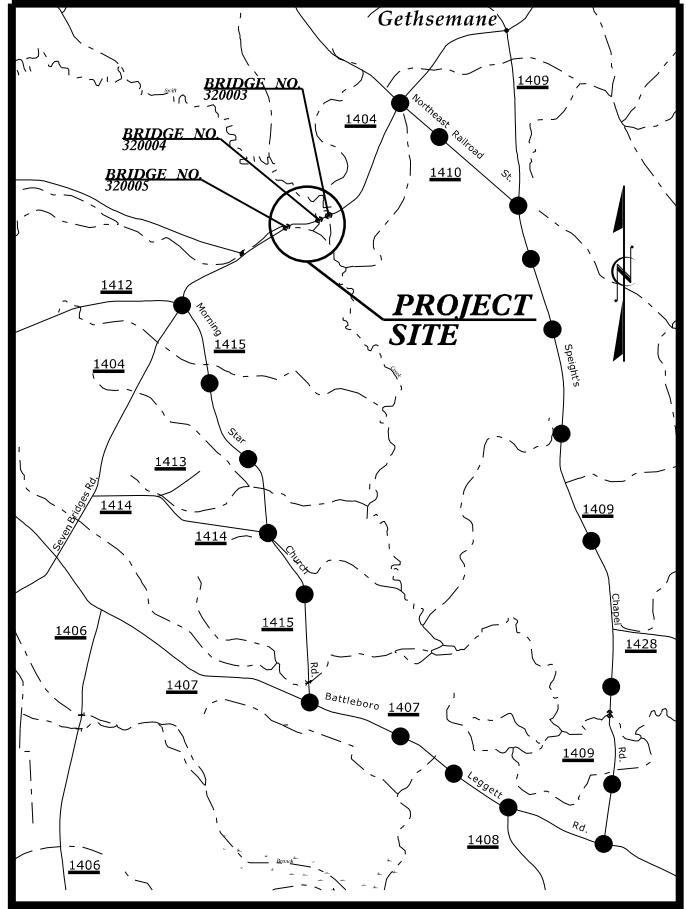 Gethsemane
BRIDGE NO.
320003
1409
1404
Northeast Railroad St.
BRIDGE NO.
320004
1410
BRIDGE NO.
320005
1412
PROJECT
SITE
Morning
1415
1404
Speight's
Star
1413
1414
Seven Bridges Rd.
1409
1414
Church
Chapel
1415
1406
1428
Rd.
1407
Battleboro
1407
1409
Rd.
Leggett
Rd.
1408
1406
Branch